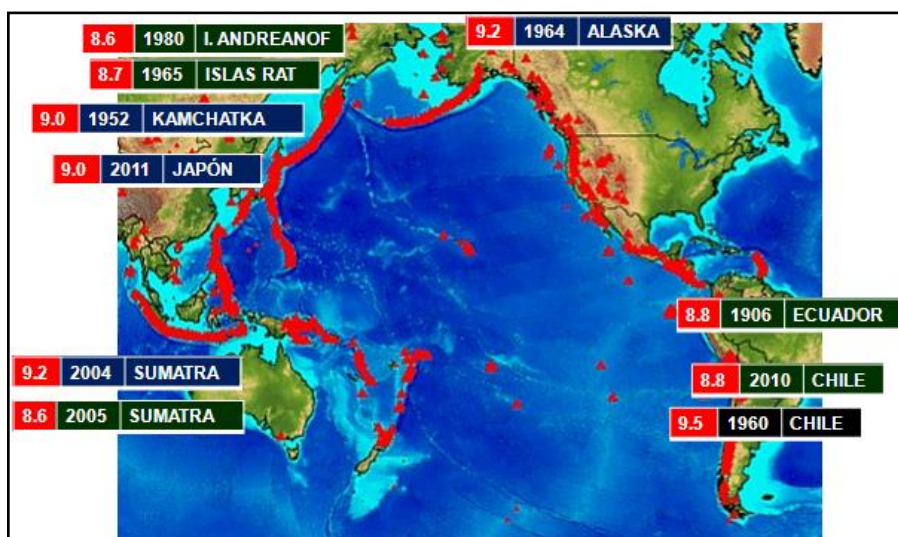 8.6 1980 I. ANDREANOF
8.7 1965 ISLAS RAT
9.0 1952 KAMCHATKA
9.0 2011 JAPÓN
9.2 1964 ALASKA
8.8 1906 ECUADOR
9.2 2004 SUMATRA
8.6 2005 SUMATRA
8.8 2010 CHILE
9.5 1960 CHILE